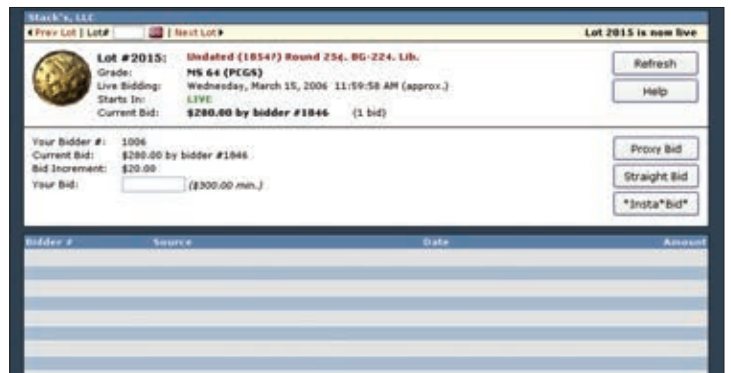 Stack's, LLC
Prev Lot | Lot# | Next Lot Lot 2015 is now live
Lot #2015: Undated (1854?) Round 25¢. BG-224. Lib.
Grade: MS 64 (PCGS)
Live Bidding: Wednesday, March 15, 2006 11:59:58 AM (approx.)
Starts In: LIVE
Current Bid: $280.00 by bidder #1846 (1 bid)
Refresh
Help
Your Bidder #: 1006
Current Bid: $280.00 by bidder #1846
Bid Increment: $20.00
Your Bid: ($300.00 min.)
Proxy Bid
Straight Bid
*Insta*Bid*
Bidder # Source Date Amount